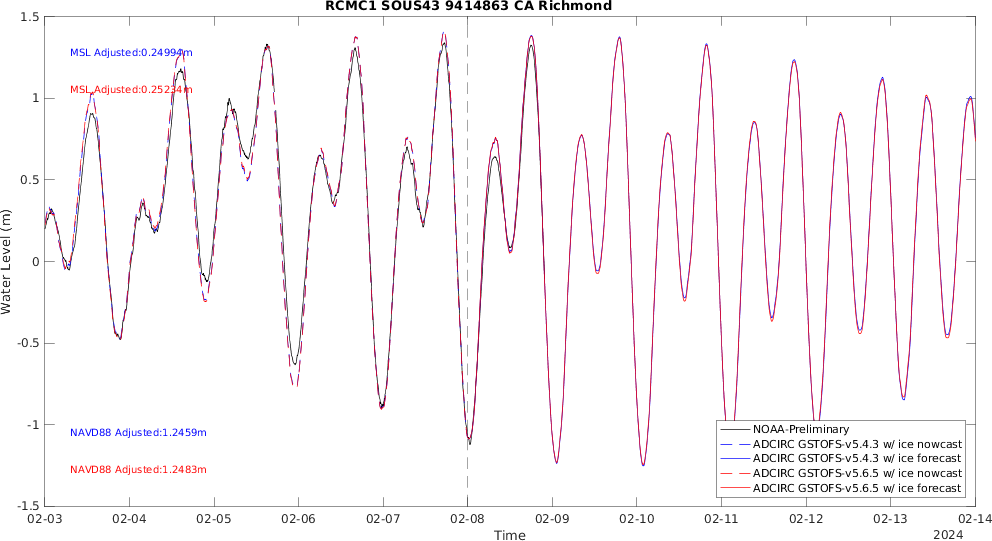 RCMC1 SOUS43 9414863 CA Richmond
1.5
1
0.5
0
-0.5
-1
-1.5
Water Level (m)
MSL Adjusted:0.24994m
MSL Adjusted:0.25234m
NAVD88 Adjusted:1.2459m
NAVD88 Adjusted:1.2483m
NOAA-Preliminary
ADCIRC GSTOFS-v5.4.3 w/ ice nowcast
ADCIRC GSTOFS-v5.4.3 w/ ice forecast
ADCIRC GSTOFS-v5.6.5 w/ ice nowcast
ADCIRC GSTOFS-v5.6.5 w/ ice forecast
02-03 02-04 02-05 02-06 02-07 02-08 02-09 02-10 02-11 02-12 02-13 02-14
Time
2024